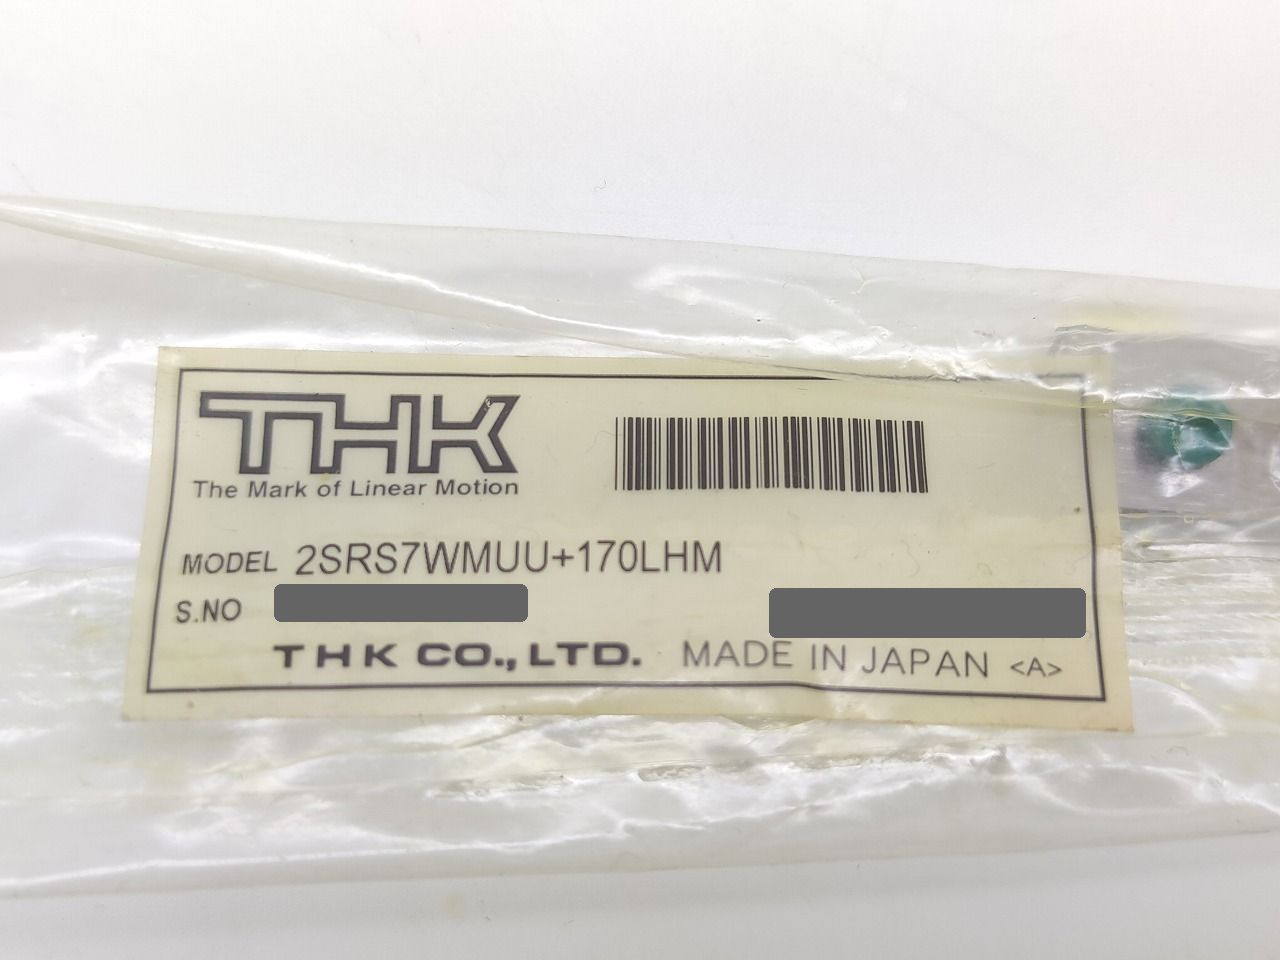 THK
The Mark of Linear Motion
MODEL 2SRS7WMUU+170LHM
S.NO
THK CO., LTD. MADE IN JAPAN <A>